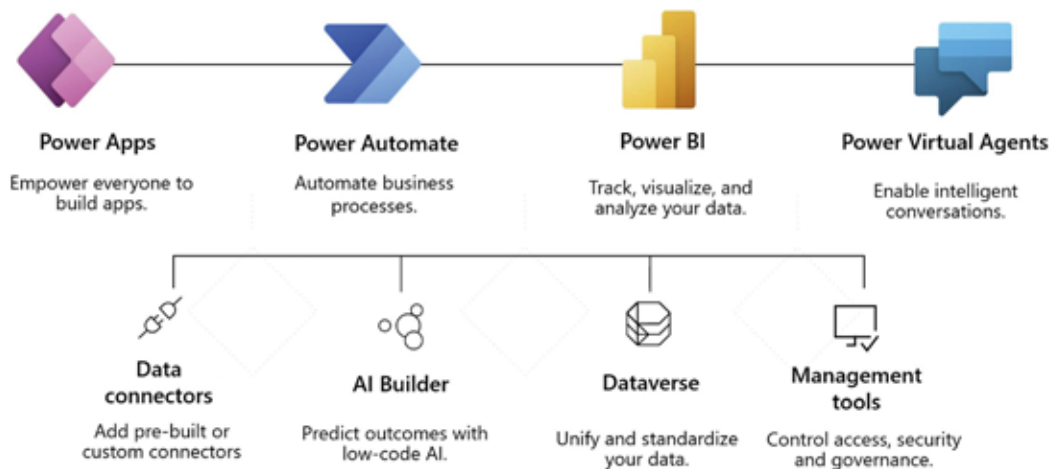 Power Apps
Empower everyone to
build apps.
Power Automate
Automate business
processes.
Power BI
Track, visualize, and
analyze your data.
Power Virtual Agents
Enable intelligent
conversations.
Data
connectors
Add pre-built or
custom connectors
AI Builder
Predict outcomes with
low-code AI.
Dataverse
Unify and standardize
your data.
Management
tools
Control access, security
and governance.